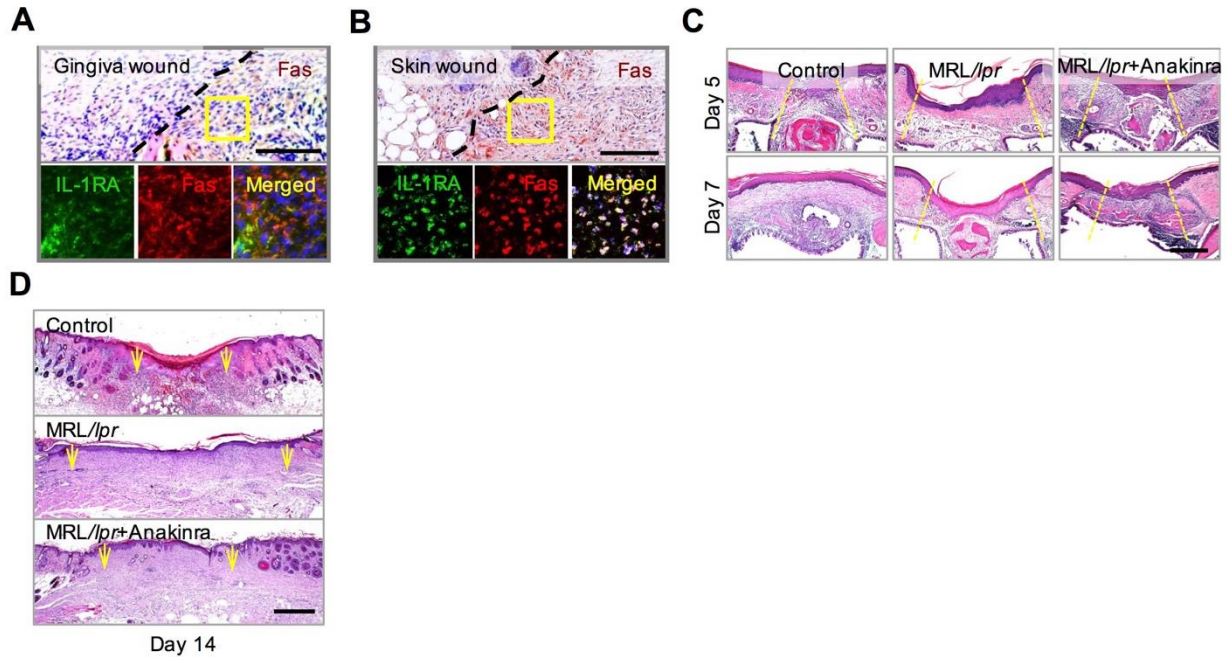 A
Gingiva wound
Fas
IL-1RA
Fas
Merged
B
Skin wound
Fas
IL-1RA
Fas
Merged
C
Day 5
Control
MRL/lpr
MRL/lpr+Anakinra
Day 7
D
Control
MRL/lpr
MRL/lpr+Anakinra
Day 14